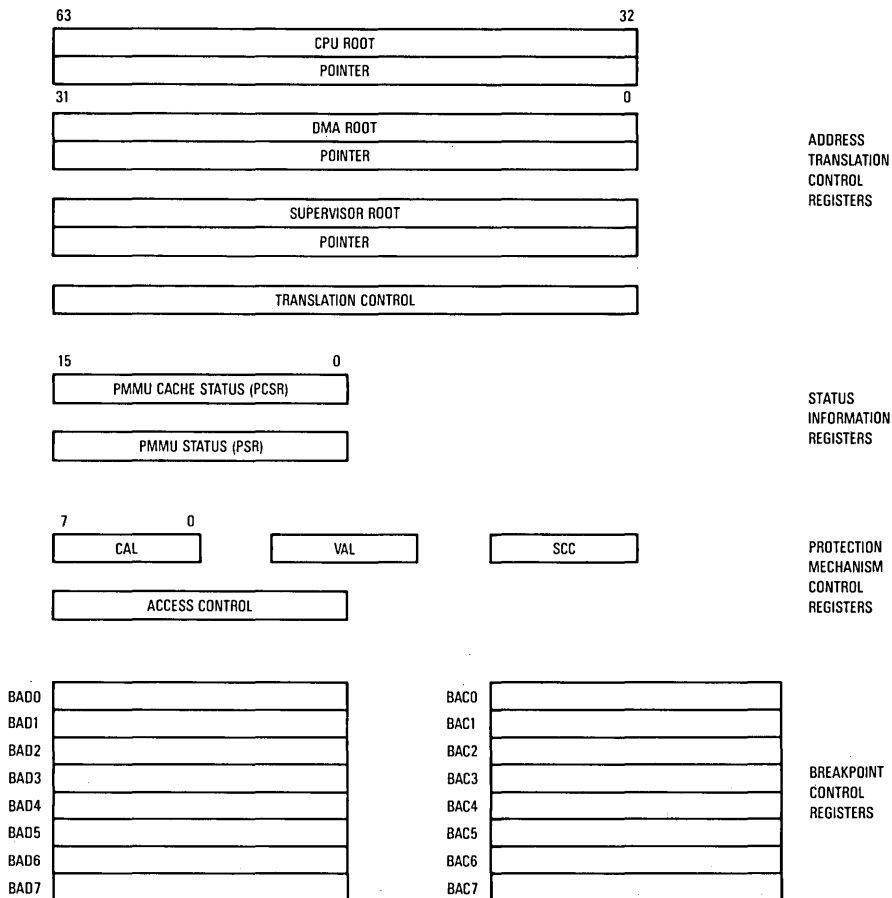 63 32
CPU ROOT
POINTER
31 0
DMA ROOT
POINTER
SUPERVISOR ROOT
POINTER
TRANSLATION CONTROL
ADDRESS
TRANSLATION
CONTROL
REGISTERS
15 0
PMMU CACHE STATUS (PCSR)
PMMU STATUS (PSR)
STATUS
INFORMATION
REGISTERS
7 0
CAL VAL SCC
ACCESS CONTROL
PROTECTION
MECHANISM
CONTROL
REGISTERS
BAD0 BAC0
BAD1 BAC1
BAD2 BAC2
BAD3 BAC3
BAD4 BAC4
BAD5 BAC5
BAD6 BAC6
BAD7 BAC7
BREAKPOINT
CONTROL
REGISTERS